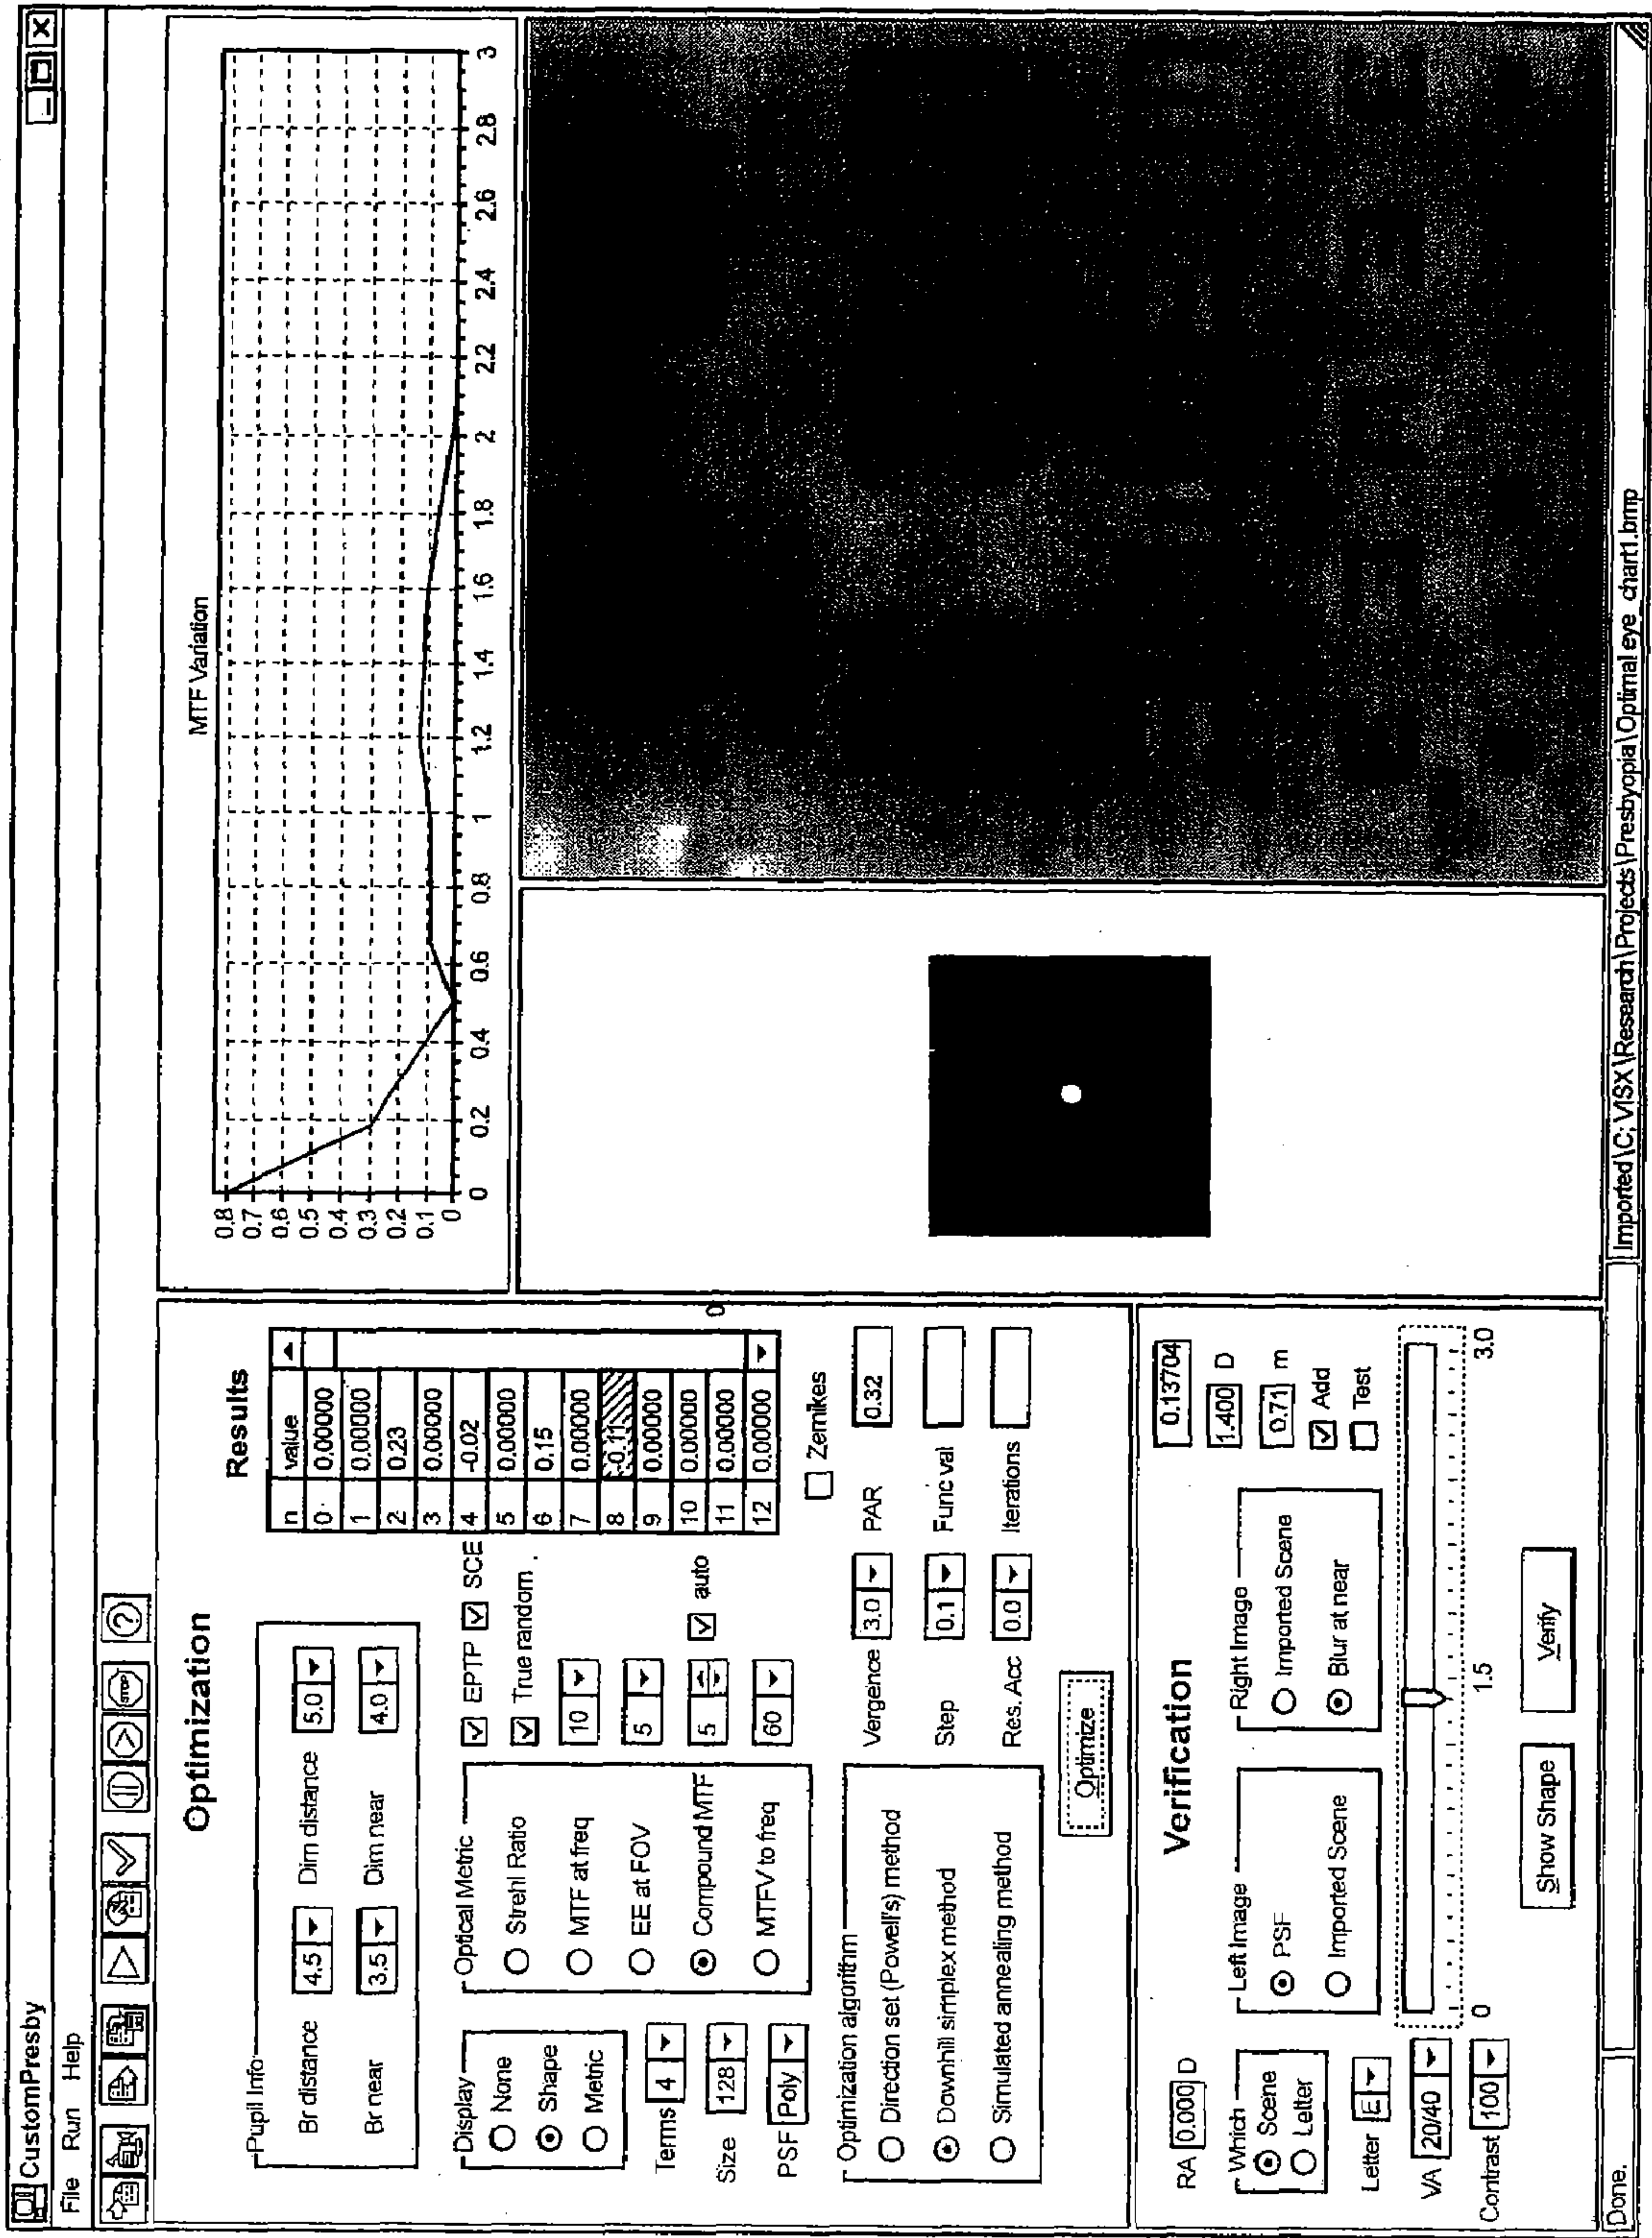 CustomPresby
File Run Help
STOP ?
Optimization
Pupil Info
Br distance 4.5 Dim distance 5.0
Br near 3.5 Dim near 4.0
Display
None
Shape
Metric
Terms 4
Size 128
PSF Poly
Optical Metric
Strehl Ratio
MTF at freq
EE at FOV
Compound MTF
MTFV to freq
EPTP SCE
True random
10
5
5 auto
60
Results
n value
0 0.00000
1 0.00000
2 0.23
3 0.00000
4 -0.02
5 0.00000
6 0.15
7 0.00000
8 -0.11
9 0.00000
10 0.00000
11 0.00000
12 0.00000
0
Zernikes
Optimization algorithm
Direction set (Powell's) method
Downhill simplex method
Simulated annealing method
Vergence 3.0 PAR 0.32
Step 0.1 Func val
Res. Acc 0.0 Iterations
Optimize
Verification
RA 0.000 D
Which
Scene
Letter
Letter E
VA 20/40
Contrast 100
Left Image
PSF
Imported Scene
Right Image
Imported Scene
Blur at near
0.13704
1.400 D
0.71 m
Add
Test
0 1.5 3.0
Show Shape Verify
MTF Variation
0.8
0.7
0.6
0.5
0.4
0.3
0.2
0.1
0
0 0.2 0.4 0.6 0.8 1 1.2 1.4 1.6 1.8 2 2.2 2.4 2.6 2.8 3
Done.
Imported\C:VISX\Research\Projects\Presbyopia\Optimal eye_chart1.bmp